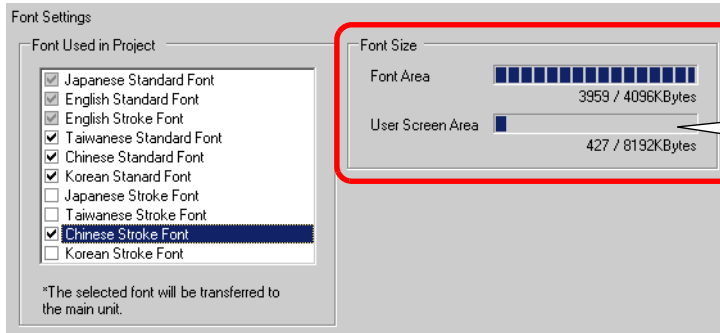 Font Settings
Font Used in Project
Japanese Standard Font
English Standard Font
English Stroke Font
Taiwanese Standard Font
Chinese Standard Font
Korean Stanard Font
Japanese Stroke Font
Taiwanese Stroke Font
Chinese Stroke Font
Korean Stroke Font
*The selected font will be transferred to
the main unit.
Font Size
Font Area
3959 / 4096KBytes
User Screen Area
427 / 8192KBytes